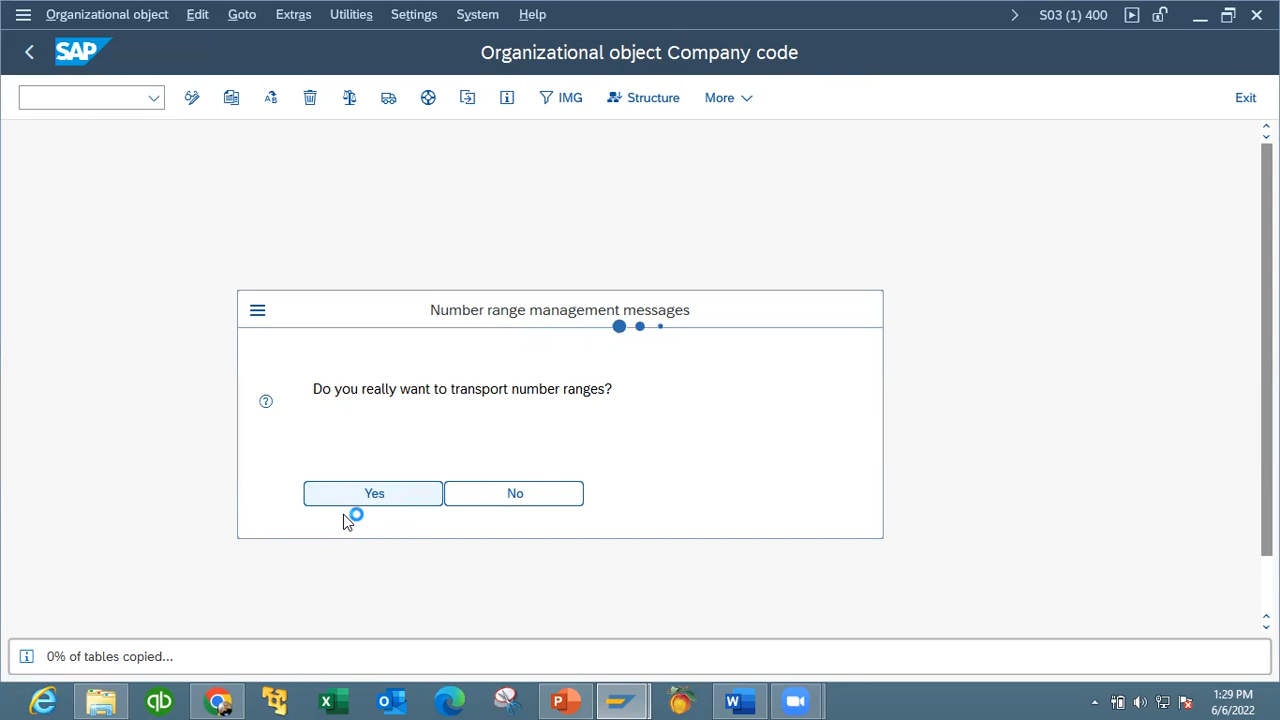 Organizational object Edit Goto Extras Utilities Settings System Help S03 (1) 400
SAP Organizational object Company code
IMG Structure More Exit
Number range management messages
Do you really want to transport number ranges?
Yes No
0% of tables copied...
1:29 PM
6/6/2022